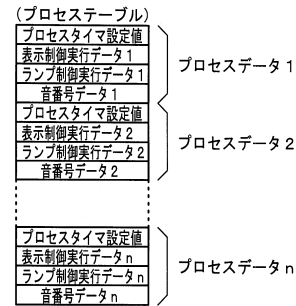 (プロセステーブル)
プロセスタイマ設定値
表示制御実行データ1
ランプ制御実行データ1
音番号データ1
プロセスデータ1
プロセスタイマ設定値
表示制御実行データ2
ランプ制御実行データ2
音番号データ2
プロセスデータ2
プロセスタイマ設定値
表示制御実行データn
ランプ制御実行データn
音番号データn
プロセスデータn